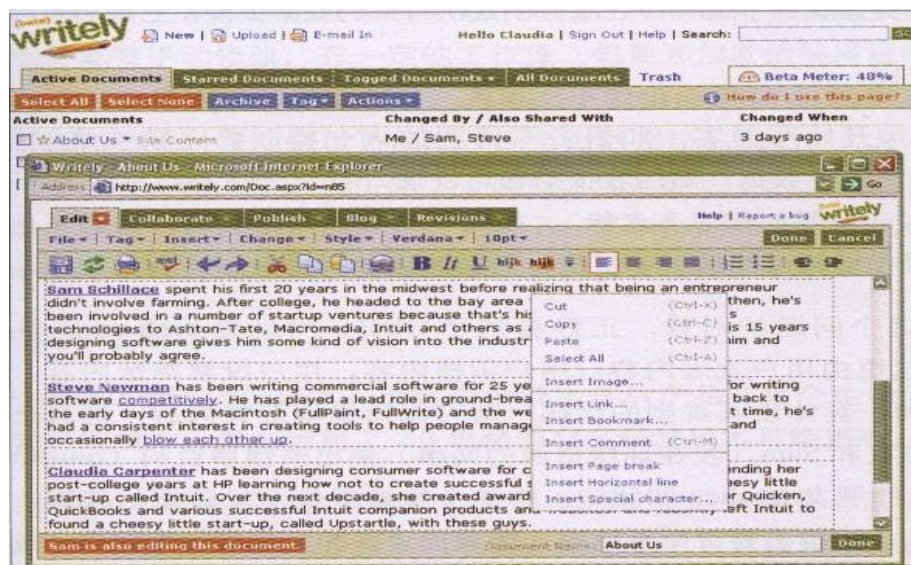 (beta)
writely New | Upload | E-mail In Hello Claudia | Sign Out | Help | Search:
Active Documents Starred Documents Tagged Documents All Documents Trash Beta Meter: 48%
Select All Select None Archive Tag Actions How do I use this page?
Active Documents Changed By / Also Shared With Changed When
About Us Site Content Me / Sam, Steve 3 days ago
Writely - About Us - Microsoft Internet Explorer
Address http://www.writely.com/Doc.aspx?id=n85 Go
Edit Collaborate Publish Blog Revisions Help | Report a bug writely
File Tag Insert Change Style Verdana 10pt Done Cancel
B I U hijk hijk
Sam Schillace spent his first 20 years in the midwest before realizing that being an entrepreneur
didn't involve farming. After college, he headed to the bay area then, he's
been involved in a number of startup ventures because that's his s
technologies to Ashton-Tate, Macromedia, Intuit and others as is 15 years
designing software gives him some kind of vision into the industr him and
you'll probably agree.
Steve Newman has been writing commercial software for 25 ye or writing
software competitively. He has played a lead role in ground-brea back to
the early days of the Macintosh (FullPaint, FullWrite) and the we t time, he's
had a consistent interest in creating tools to help people manag and
occasionally blow each other up.
Claudia Carpenter has been designing consumer software for c ending her
post-college years at HP learning how not to create successful s eesy little
start-up called Intuit. Over the next decade, she created award or Quicken,
QuickBooks and various successful Intuit companion products an left Intuit to
found a cheesy little start-up, called Upstartle, with these guys.
Cut (Ctrl-X)
Copy (Ctrl-C)
Paste (Ctrl-Z)
Select All (Ctrl-A)
Insert Image...
Insert Link...
Insert Bookmark...
Insert Comment (Ctrl-M)
Insert Page break
Insert Horizontal line
Insert Special character...
Sam is also editing this document. Document Name: About Us Done